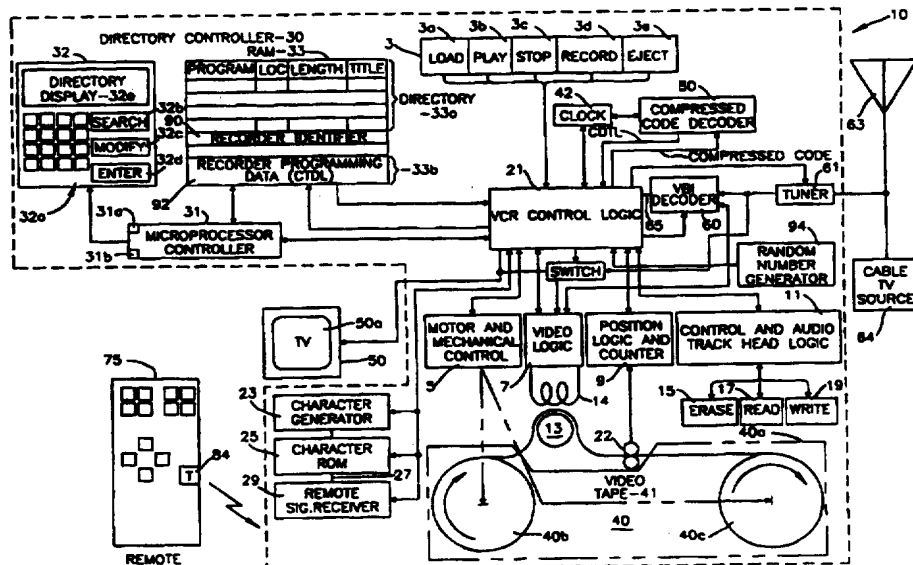 10
DIRECTORY CONTROLLER-30
32
RAM-33
DIRECTORY DISPLAY-32e
PROGRAM LOC LENGTH TITLE
DIRECTORY -33a
SEARCH
32b
MODIFY
32c
ENTER
32d
32a
90
RECORDER IDENTIFIER
RECORDER PROGRAMMING DATA (CTDL)
-33b
92
31a
31
31b
MICROPROCESSOR CONTROLLER
3
3a 3b 3c 3d 3e
LOAD PLAY STOP RECORD EJECT
42
CLOCK
80
COMPRESSED CODE DECODER
CDTL
COMPRESSED CODE
21
VCR CONTROL LOGIC
VBI DECODER
65
60
61
TUNER
63
94
RANDOM NUMBER GENERATOR
CABLE TV SOURCE
64
SWITCH
11
TV
50a
50
MOTOR AND MECHANICAL CONTROL
5
VIDEO LOGIC
7
POSITION LOGIC AND COUNTER
9
CONTROL AND AUDIO TRACK HEAD LOGIC
14
15
ERASE
17
READ
19
WRITE
13
22
40a
VIDEO TAPE-41
40
40b
40c
23
CHARACTER GENERATOR
25
CHARACTER ROM
27
29
REMOTE SIG.RECEIVER
75
84
T
REMOTE